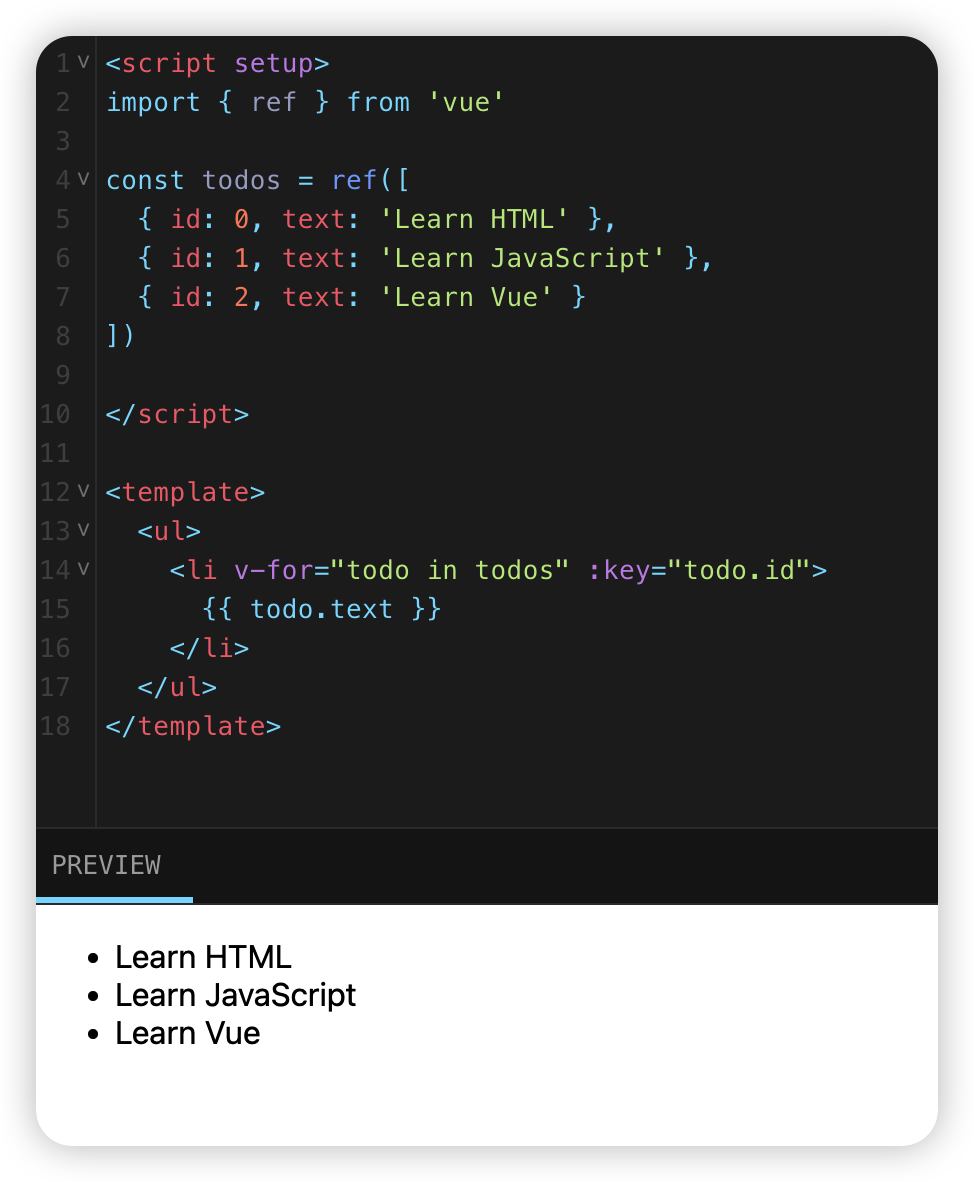 1 <script setup>
2 import { ref } from 'vue'
3
4 const todos = ref([
5   { id: 0, text: 'Learn HTML' },
6   { id: 1, text: 'Learn JavaScript' },
7   { id: 2, text: 'Learn Vue' }
8 ])
9
10 </script>
11
12 <template>
13   <ul>
14     <li v-for="todo in todos" :key="todo.id">
15       {{ todo.text }}
16     </li>
17   </ul>
18 </template>
PREVIEW
• Learn HTML
• Learn JavaScript
• Learn Vue